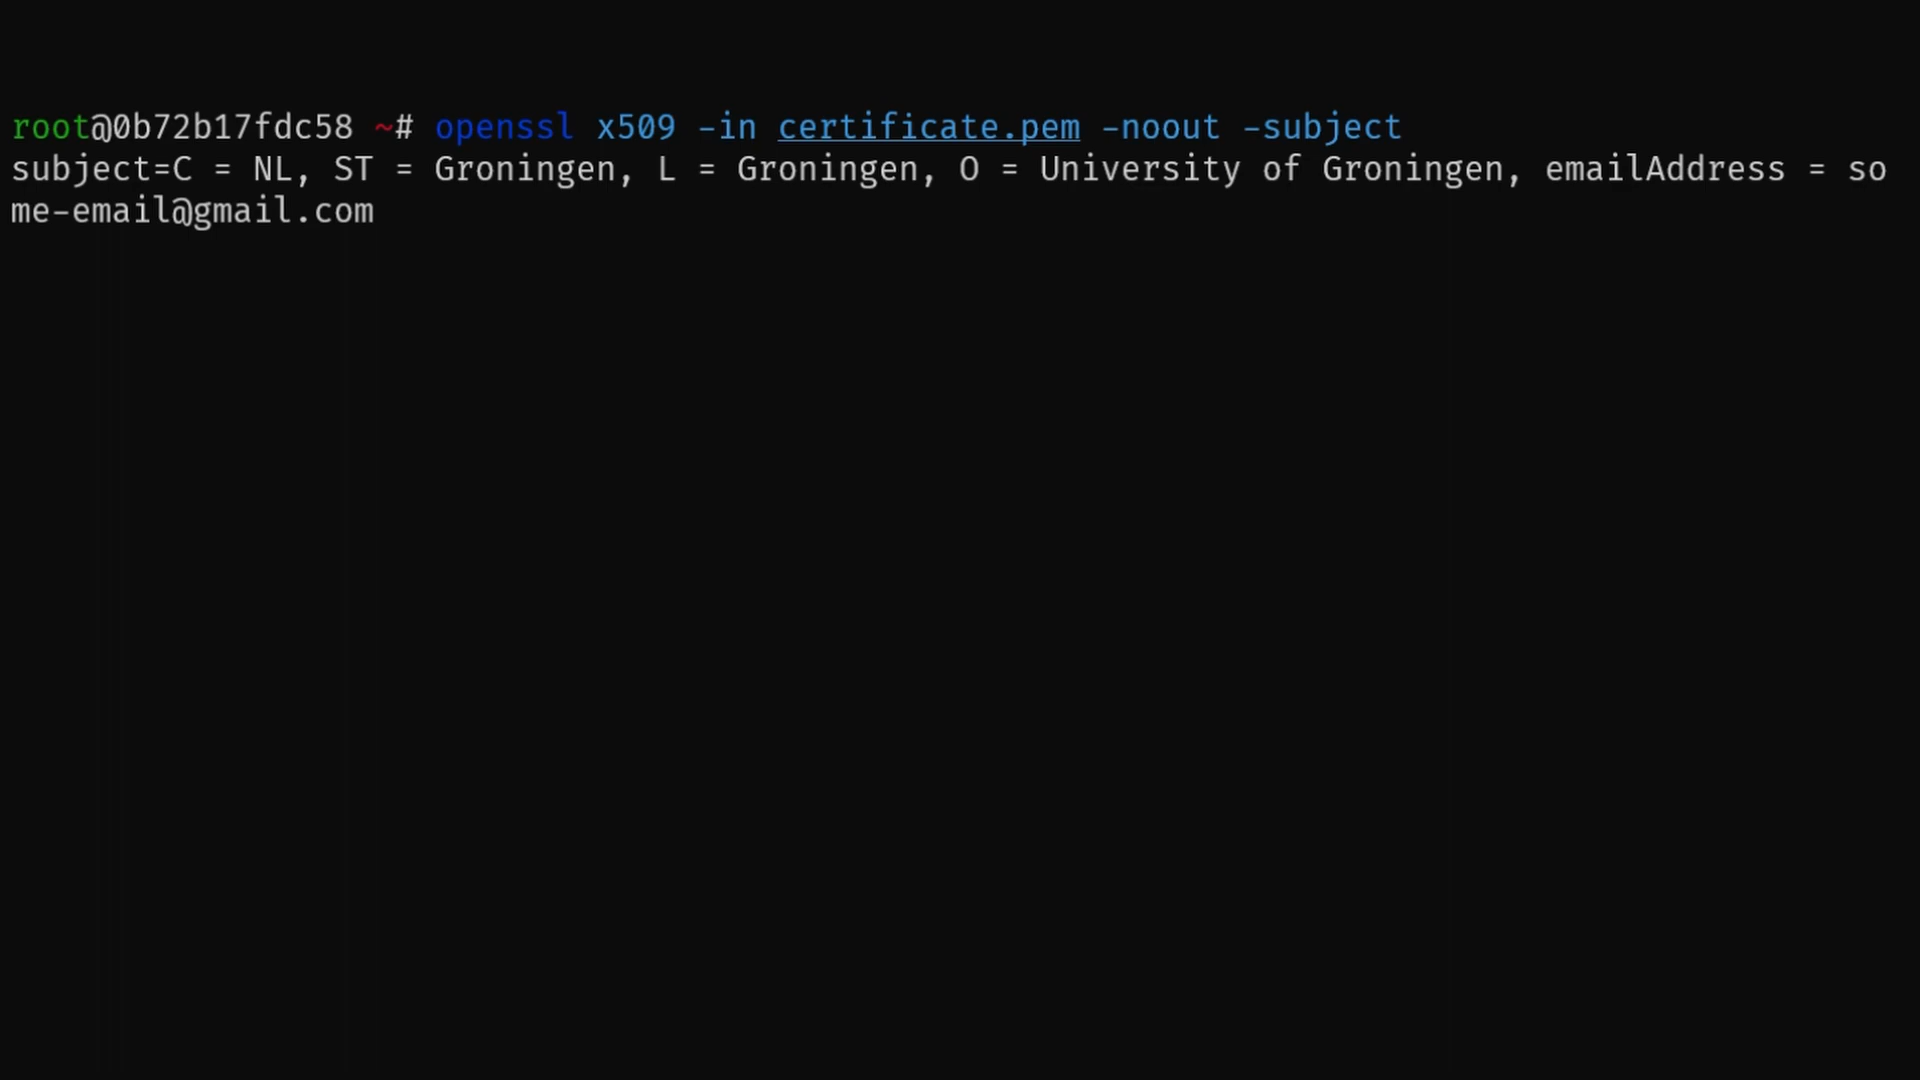 root@0b72b17fdc58 ~# openssl x509 -in certificate.pem -noout -subject
subject=C = NL, ST = Groningen, L = Groningen, O = University of Groningen, emailAddress = so
me-email@gmail.com